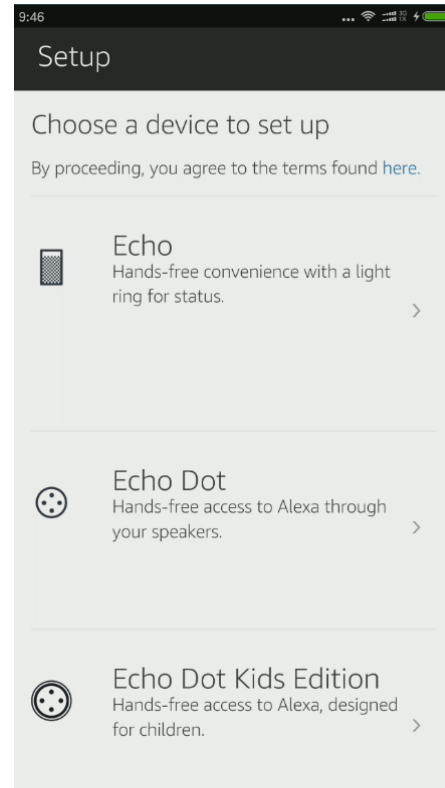 9:46
... 3G 1X
Setup
Choose a device to set up
By proceeding, you agree to the terms found here.
Echo
Hands-free convenience with a light
ring for status.
Echo Dot
Hands-free access to Alexa through
your speakers.
Echo Dot Kids Edition
Hands-free access to Alexa, designed
for children.